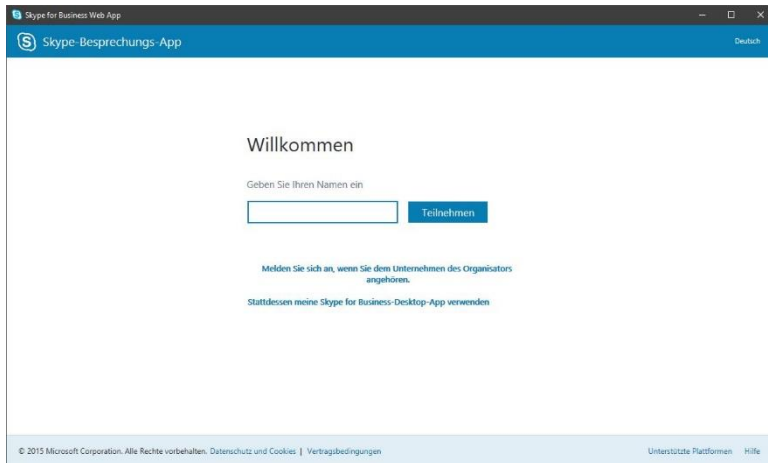 Skype for Business Web App
Skype-Besprechungs-App
Deutsch
Willkommen
Geben Sie Ihren Namen ein
Teilnehmen
Melden Sie sich an, wenn Sie dem Unternehmen des Organisators
angehören.
Stattdessen meine Skype for Business-Desktop-App verwenden
© 2015 Microsoft Corporation. Alle Rechte vorbehalten. Datenschutz und Cookies | Vertragsbedingungen
Unterstützte Plattformen Hilfe